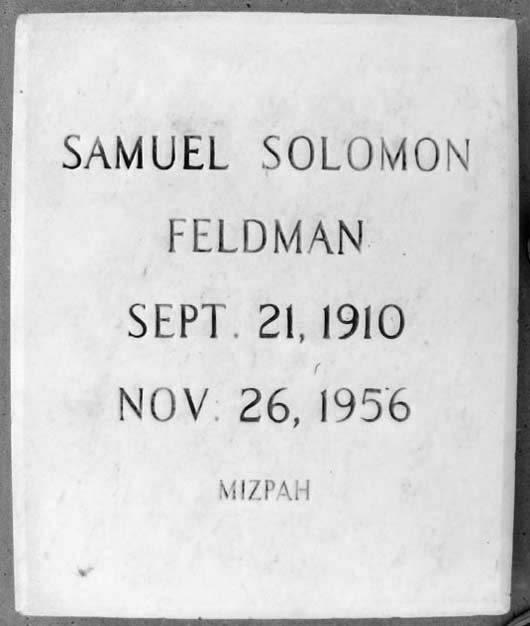 SAMUEL SOLOMON
FELDMAN
SEPT. 21, 1910
NOV. 26, 1956
MIZPAH